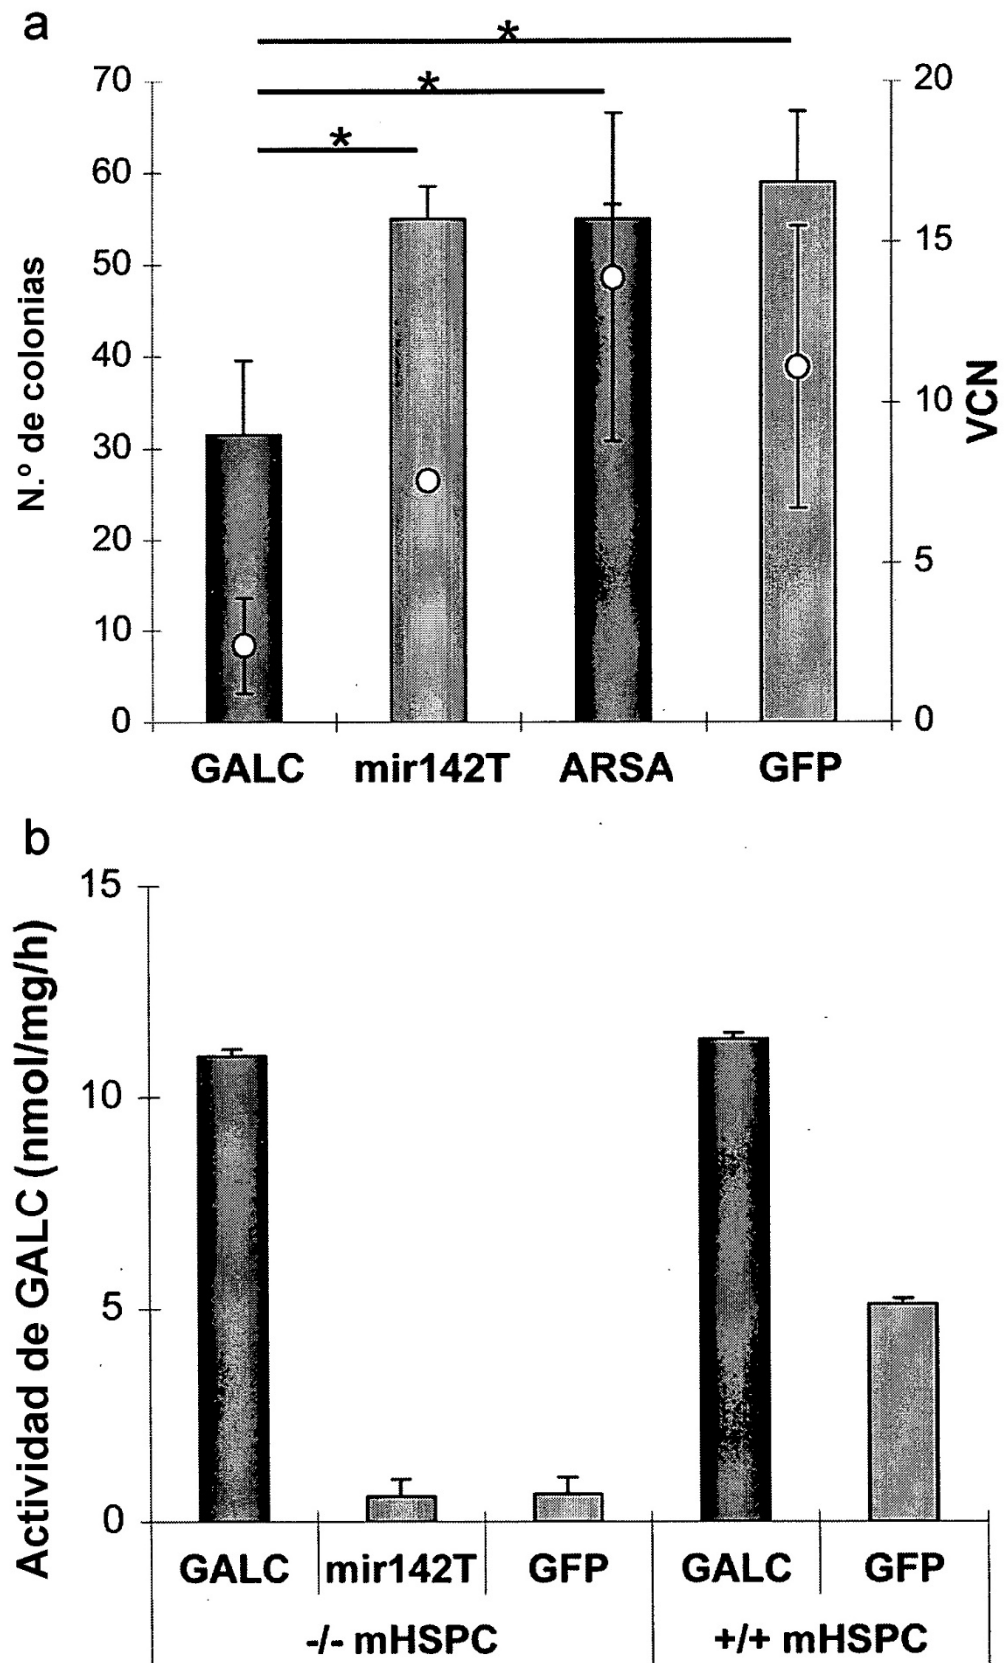 a
*
*
*
70
60
50
40
30
20
10
0
N.º de colonias
20
15
10
5
0
VCN
GALC mir142T ARSA GFP
b
15
10
5
0
Actividad de GALC (nmol/mg/h)
GALC mir142T GFP GALC GFP
-/- mHSPC +/+ mHSPC